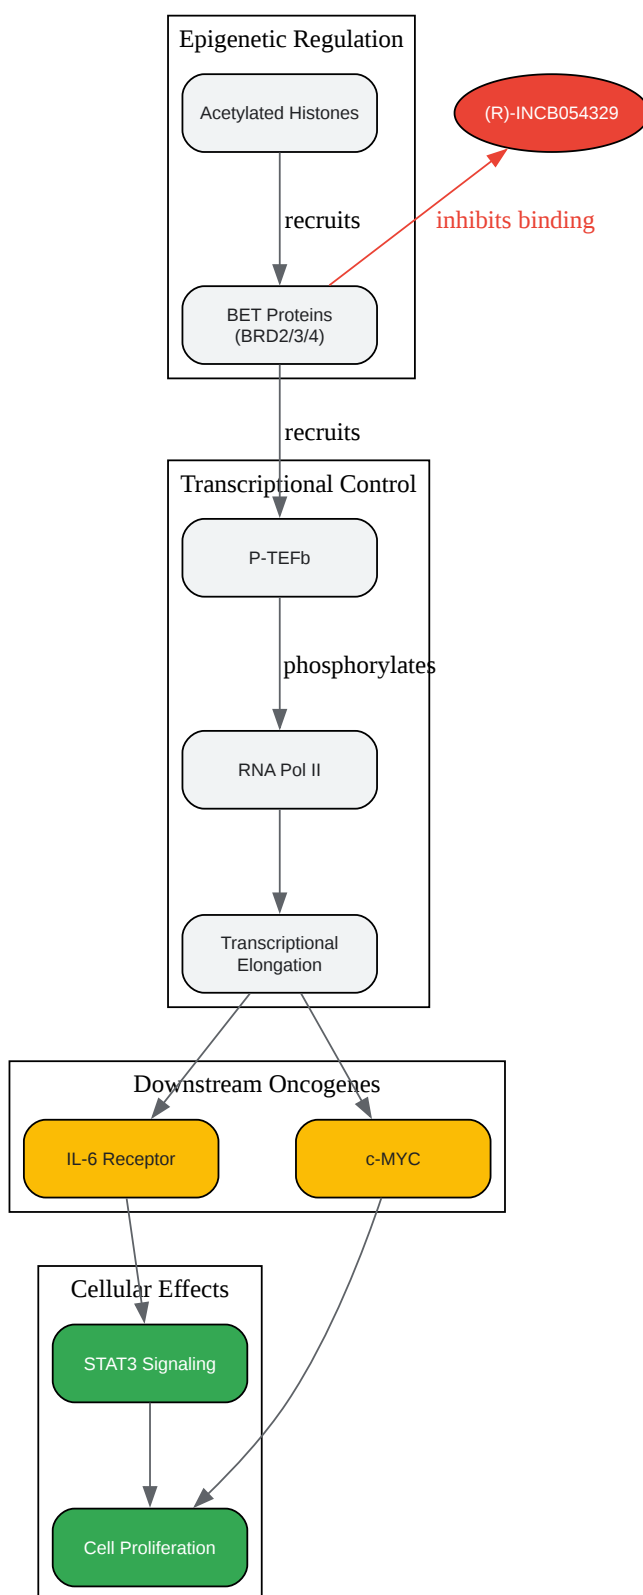 Epigenetic Regulation
Acetylated Histones
(R)-INCB054329
recruits
inhibits binding
BET Proteins
(BRD2/3/4)
recruits
Transcriptional Control
P-TEFb
phosphorylates
RNA Pol II
Transcriptional
Elongation
Downstream Oncogenes
IL-6 Receptor
c-MYC
Cellular Effects
STAT3 Signaling
Cell Proliferation